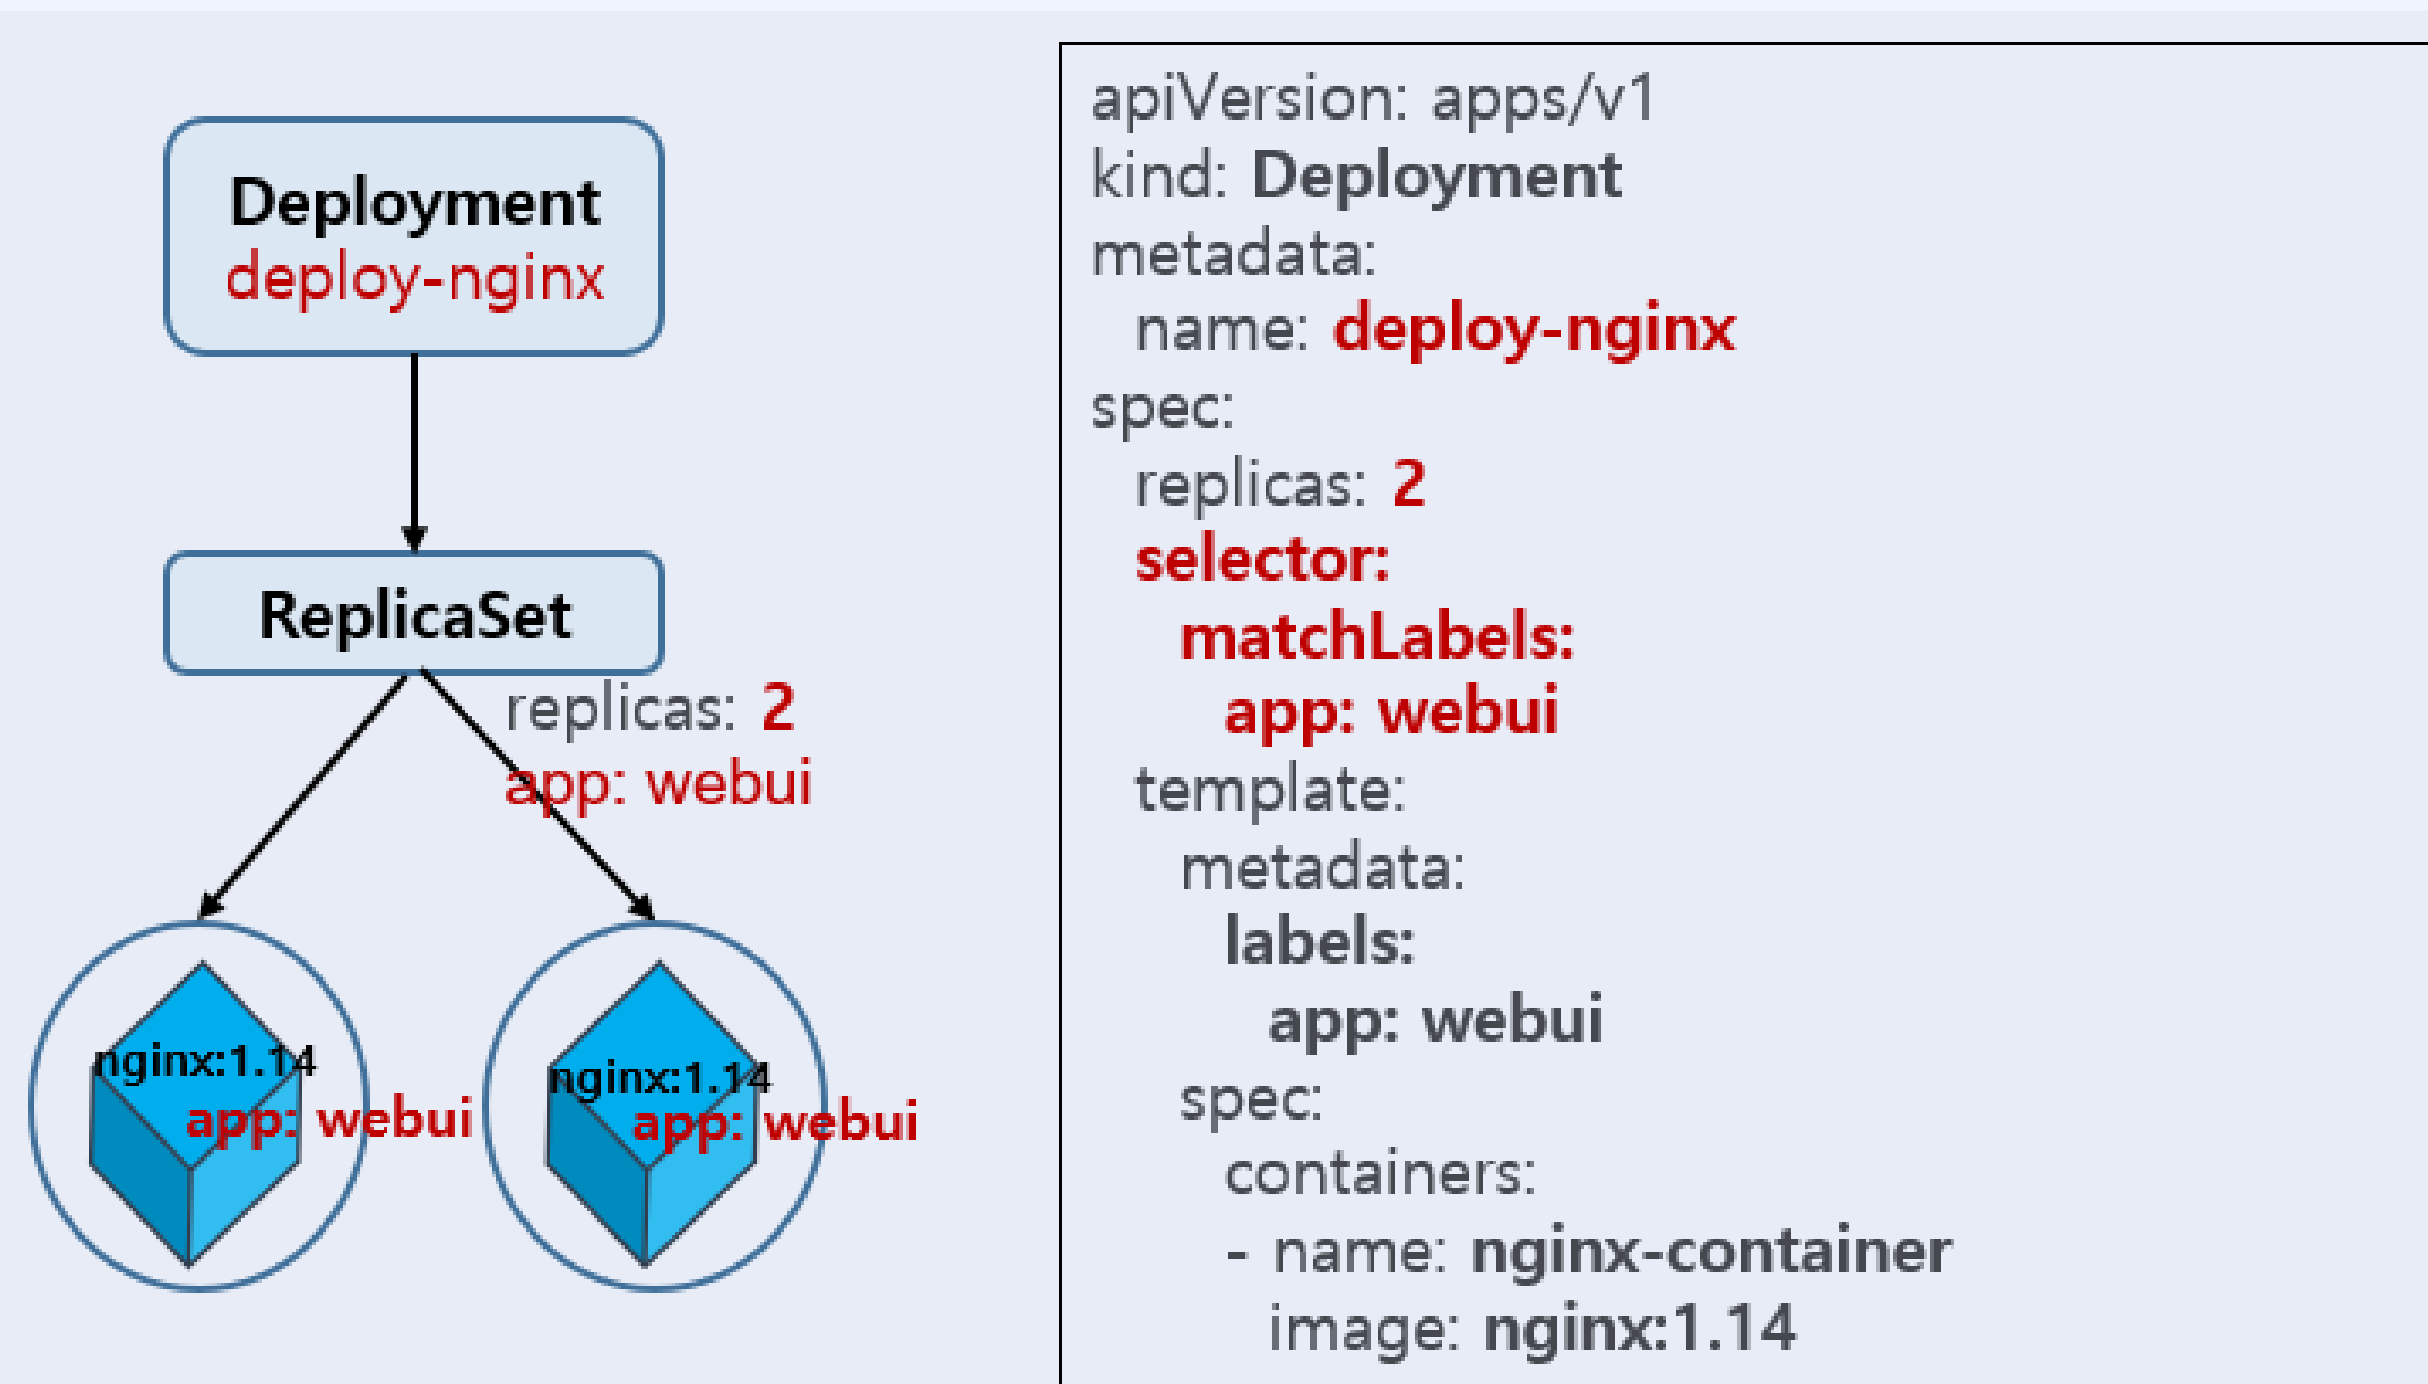 Deployment
deploy-nginx
ReplicaSet
replicas: 2
app: webui
nginx:1.14
app: webui
nginx:1.14
app: webui
apiVersion: apps/v1
kind: Deployment
metadata:
  name: deploy-nginx
spec:
  replicas: 2
  selector:
    matchLabels:
      app: webui
  template:
    metadata:
      labels:
        app: webui
    spec:
      containers:
      - name: nginx-container
        image: nginx:1.14